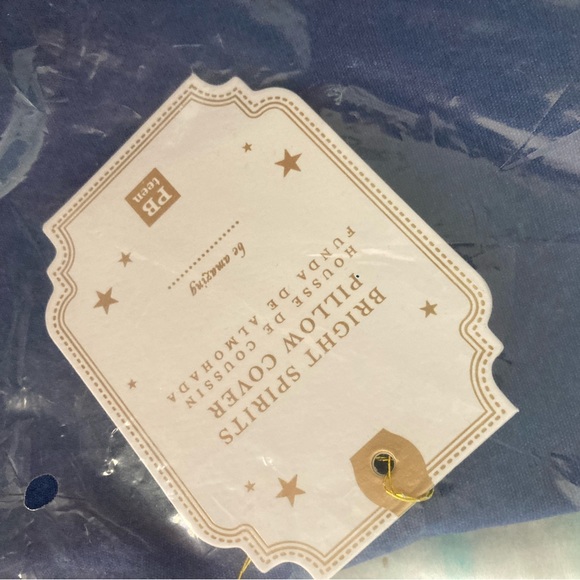 BRIGHT SPIRITS
PILLOW COVER
HOUSSE DE COUSSIN
FUNDA DE ALMOHADA
be amazing
PB
teen